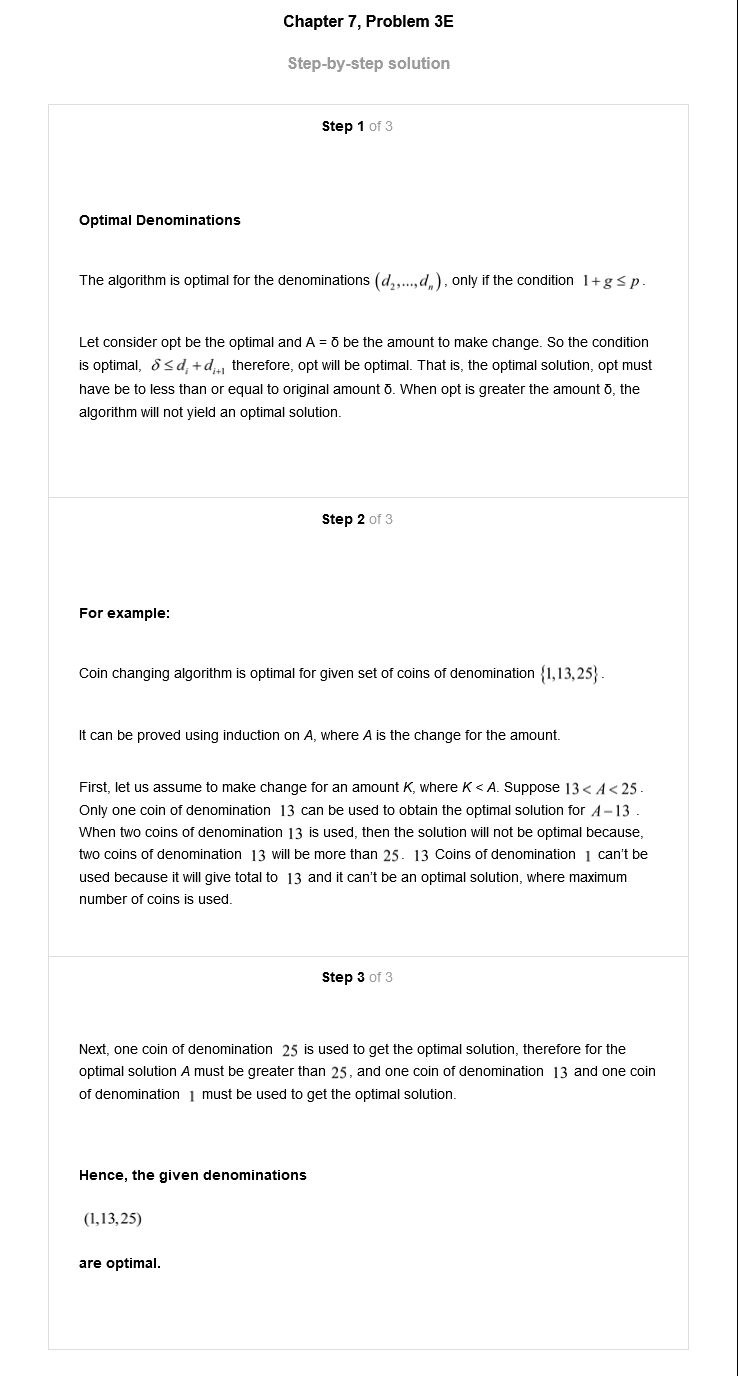 Chapter 7, Problem 3E
Step-by-step solution
Step 1 of 3
Optimal Denominations
The algorithm is optimal for the denominations (d₂,...,dₙ), only if the condition 1+g≤p.
Let consider opt be the optimal and A = δ be the amount to make change. So the condition
is optimal, δ≤dᵢ+dᵢ₊₁ therefore, opt will be optimal. That is, the optimal solution, opt must
have be to less than or equal to original amount δ. When opt is greater the amount δ, the
algorithm will not yield an optimal solution.
Step 2 of 3
For example:
Coin changing algorithm is optimal for given set of coins of denomination {1,13,25}.
It can be proved using induction on A, where A is the change for the amount.
First, let us assume to make change for an amount K, where K < A. Suppose 13<A<25.
Only one coin of denomination 13 can be used to obtain the optimal solution for A−13 .
When two coins of denomination 13 is used, then the solution will not be optimal because,
two coins of denomination 13 will be more than 25. 13 Coins of denomination 1 can't be
used because it will give total to 13 and it can't be an optimal solution, where maximum
number of coins is used.
Step 3 of 3
Next, one coin of denomination 25 is used to get the optimal solution, therefore for the
optimal solution A must be greater than 25, and one coin of denomination 13 and one coin
of denomination 1 must be used to get the optimal solution.
Hence, the given denominations
(1,13,25)
are optimal.